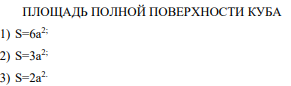 ПЛОЩАДЬ ПОЛНОЙ ПОВЕРХНОСТИ КУБА
1) S=6a²;
2) S=3a²;
3) S=2a².